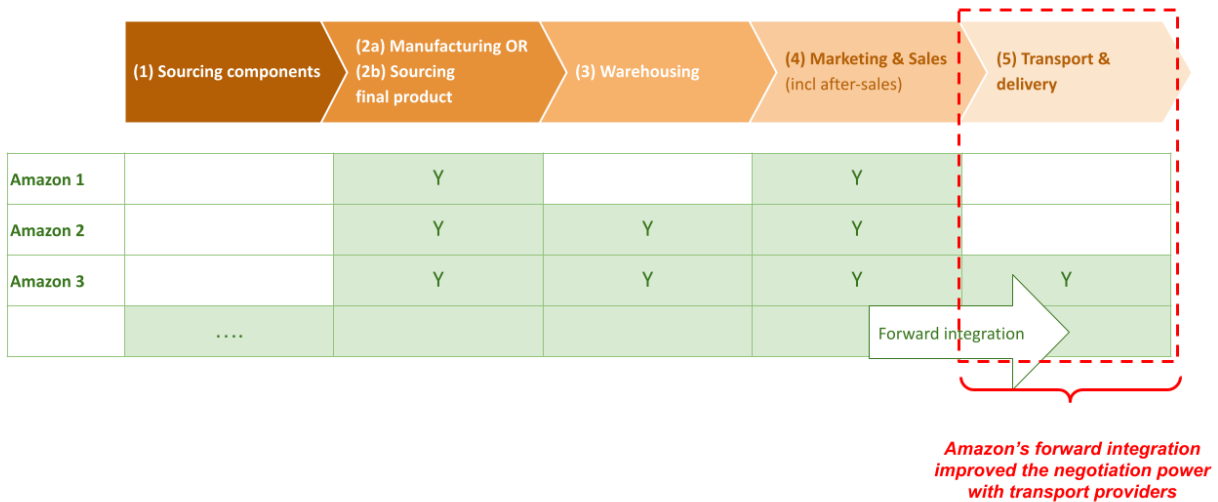 (1) Sourcing components
(2a) Manufacturing OR
(2b) Sourcing
final product
(3) Warehousing
(4) Marketing & Sales
(incl after-sales)
(5) Transport &
delivery
Amazon 1
Y
Y
Amazon 2
Y
Y
Y
Amazon 3
Y
Y
Y
Y
....
Forward integration
Amazon's forward integration
improved the negotiation power
with transport providers